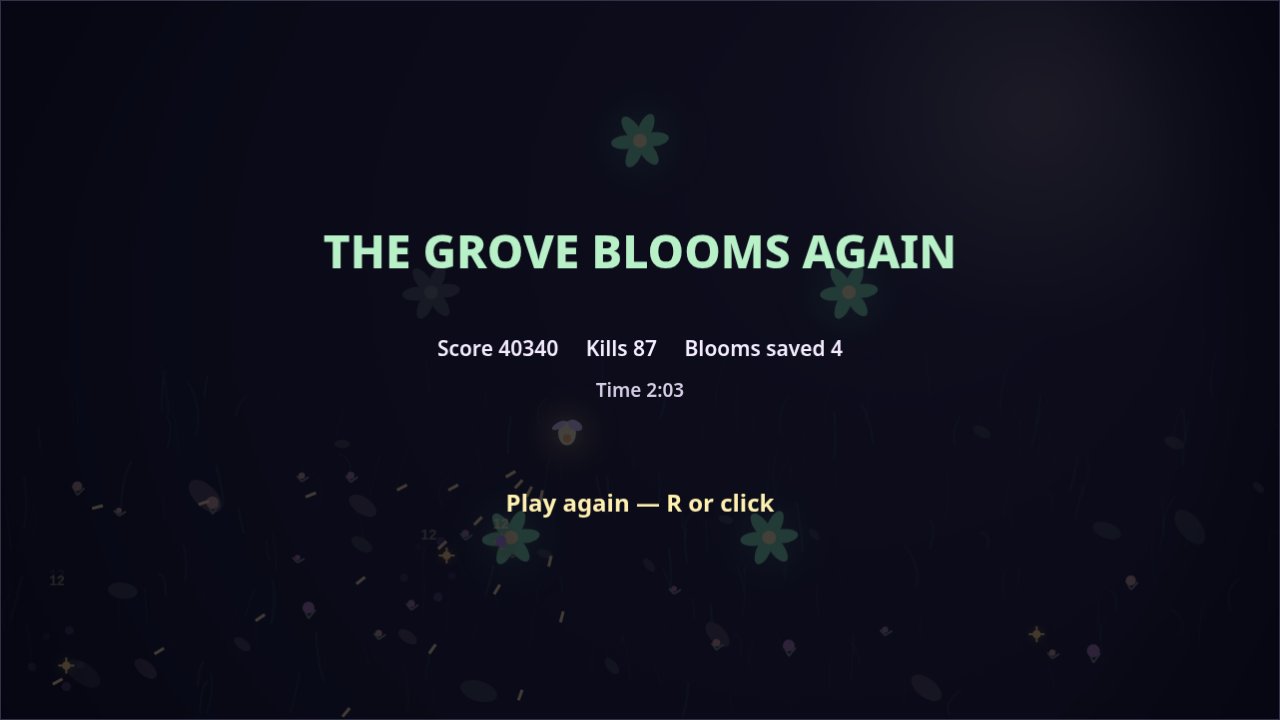 THE GROVE BLOOMS AGAIN
Score 40340 Kills 87 Blooms saved 4
Time 2:03
Play again — R or click
12
12
12